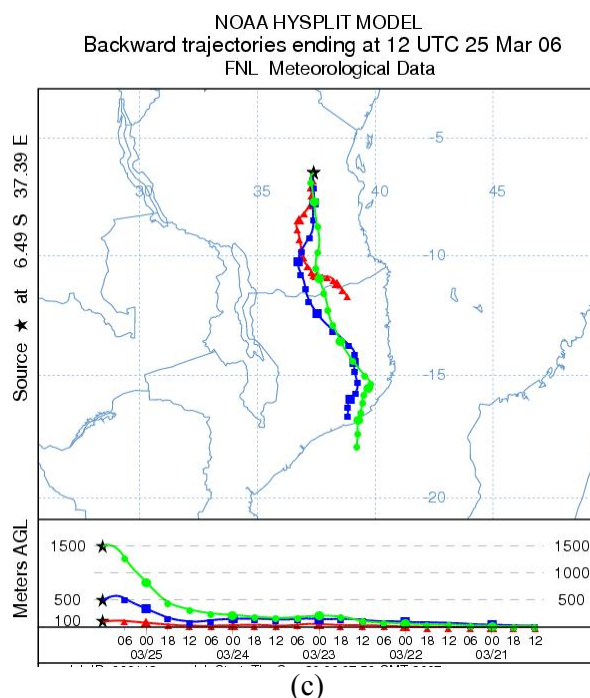 NOAA HYSPLIT MODEL
Backward trajectories ending at 12 UTC 25 Mar 06
FNL Meteorological Data
Source ★ at 6.49 S 37.39 E
-5
30 35 40 45
-10
-15
-20
Meters AGL
1500 1500
1000
500 500
100
06 00 18 12 06 00 18 12 06 00 18 12 06 00 18 12 06 00 18 12
03/25 03/24 03/23 03/22 03/21
(c)